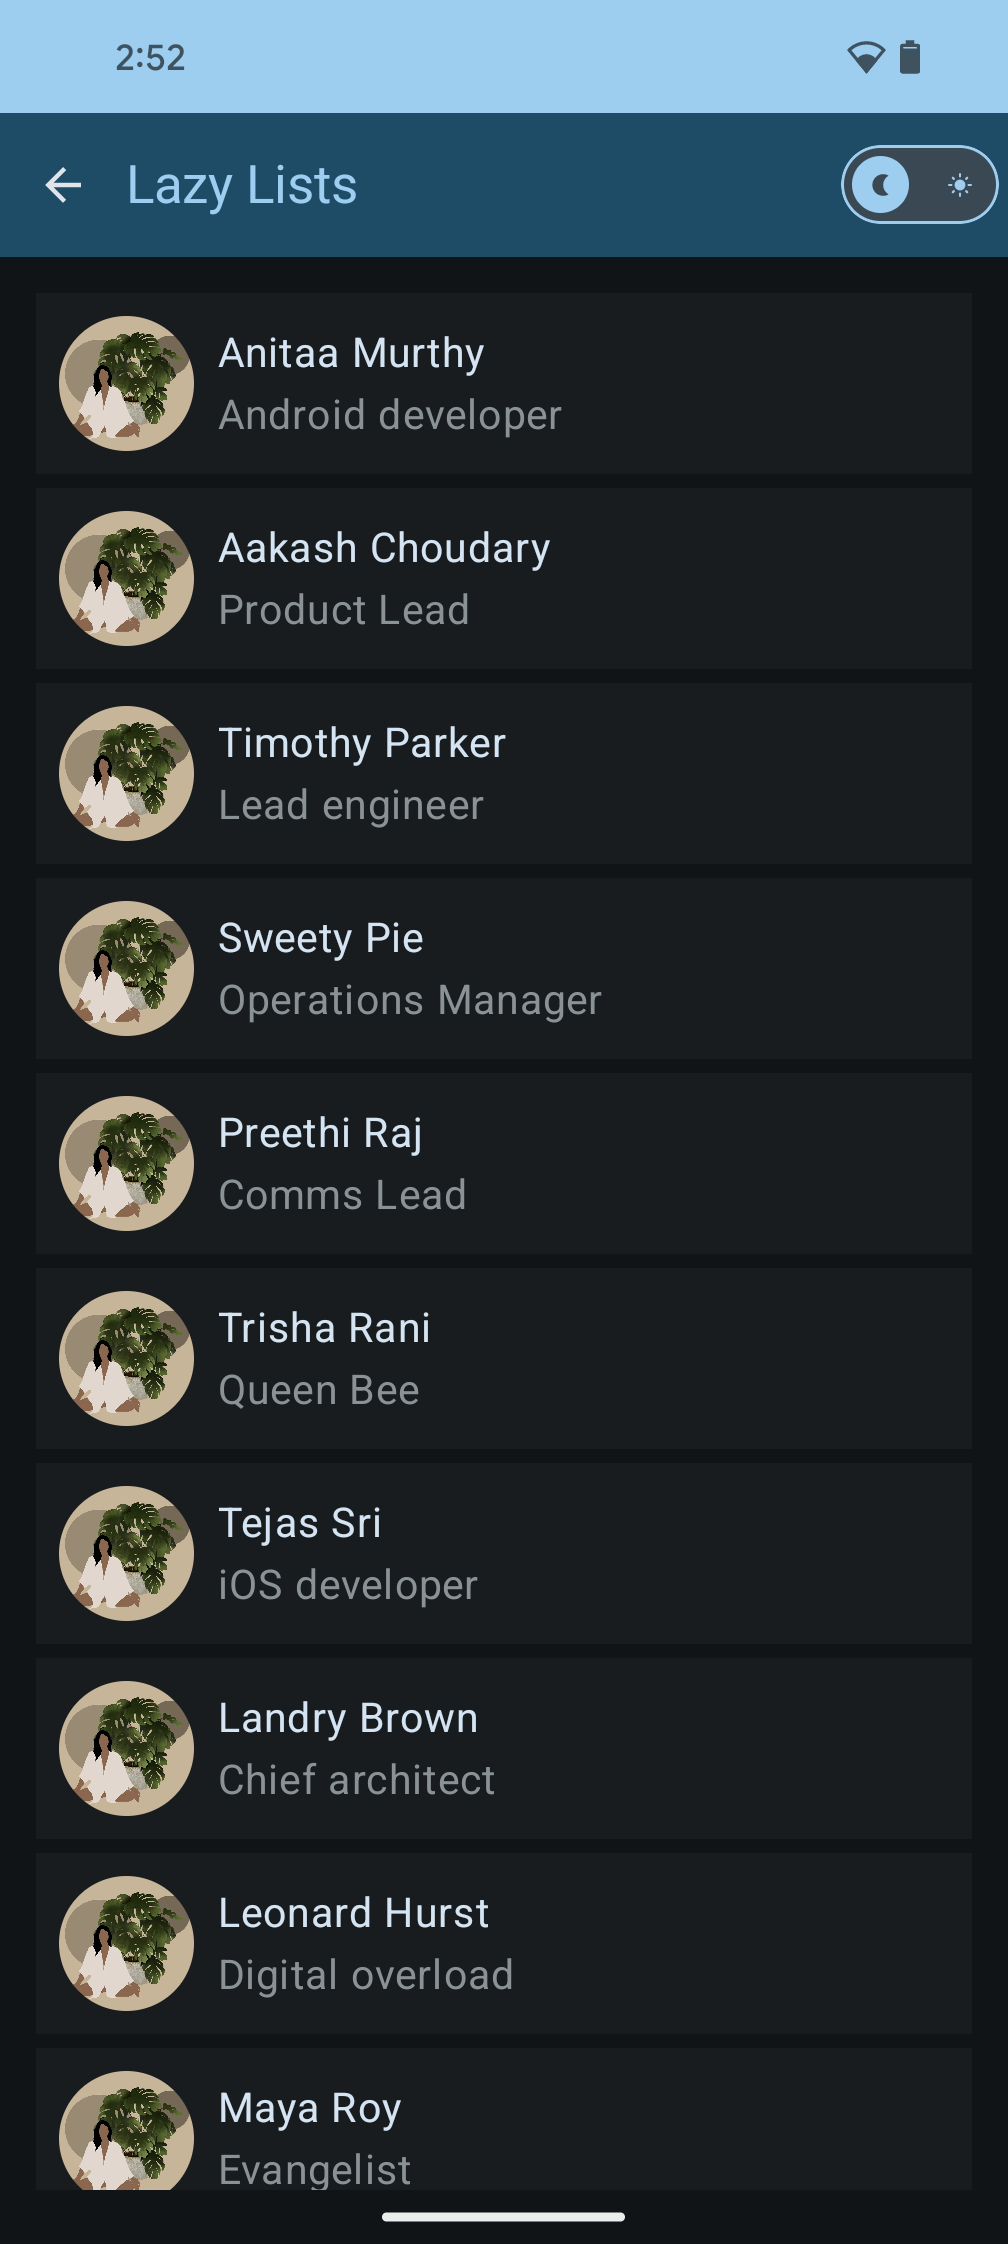 2:52
Lazy Lists
Anitaa Murthy
Android developer
Aakash Choudary
Product Lead
Timothy Parker
Lead engineer
Sweety Pie
Operations Manager
Preethi Raj
Comms Lead
Trisha Rani
Queen Bee
Tejas Sri
iOS developer
Landry Brown
Chief architect
Leonard Hurst
Digital overload
Maya Roy
Evangelist